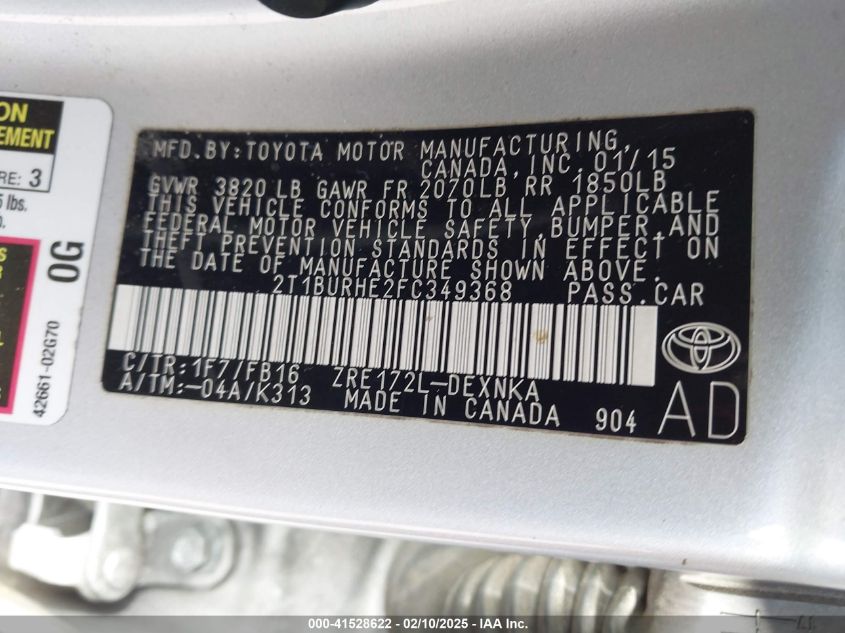 ON
EMENT
RE: 3
lbs.
0G
42661-02G70
MFD.BY:TOYOTA MOTOR MANUFACTURING,
CANADA,INC. 01/15
GVWR 3820 LB GAWR FR 2070LB RR 1850LB
THIS VEHICLE CONFORMS TO ALL APPLICABLE
FEDERAL MOTOR VEHICLE SAFETY,BUMPER,AND
THEFT PREVENTION STANDARDS IN EFFECT ON
THE DATE OF MANUFACTURE SHOWN ABOVE.
2T1BURHE2FC349368 PASS.CAR
C/TR:1F7/FB16 ZRE172L-DEXNKA
A/TM:-04A/K313 MADE IN CANADA 904 AD
000-41528622 - 02/10/2025 - Copyright IAA, Inc.